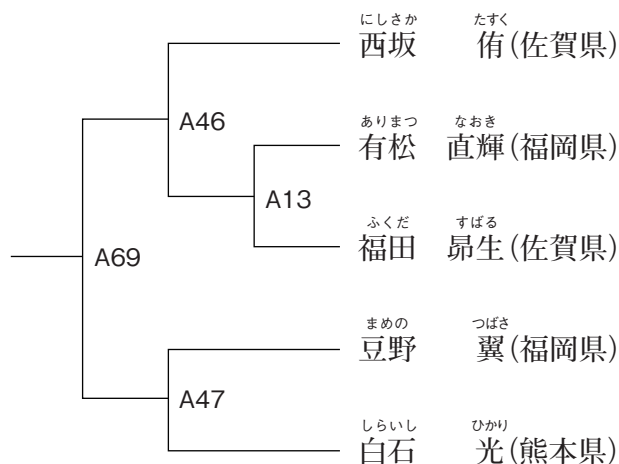 にしさか たすく
西坂 侑(佐賀県)
A46
ありまつ なおき
有松 直輝(福岡県)
A13
ふくだ すばる
福田 昴生(佐賀県)
A69
まめの つばさ
豆野 翼(福岡県)
A47
しらいし ひかり
白石 光(熊本県)